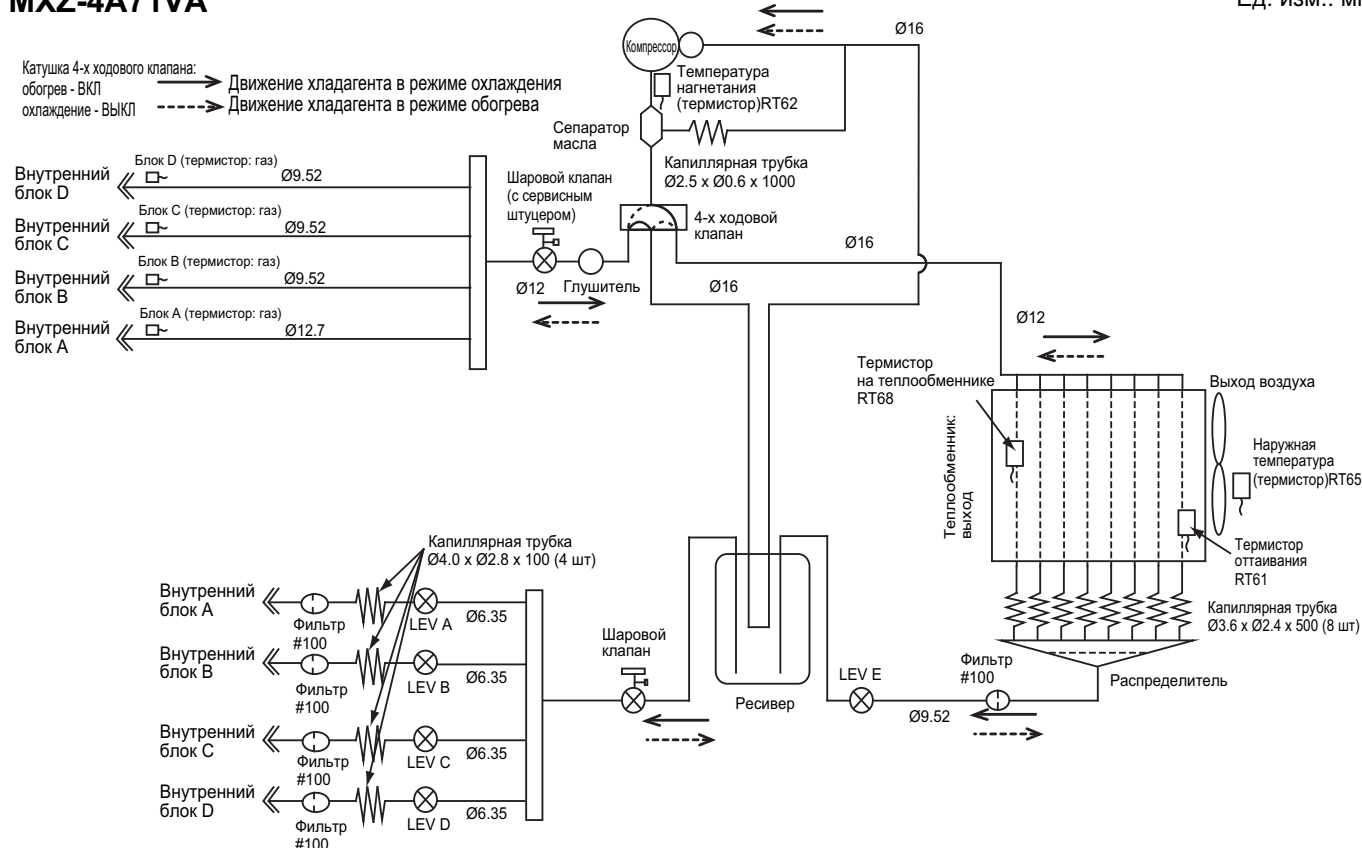 MXZ-4A71VA
Ед. изм.: мм
Катушка 4-х ходового клапана:
обогрев - ВКЛ
охлаждение - ВЫКЛ
Движение хладагента в режиме охлаждения
Движение хладагента в режиме обогрева
Компрессор
Ø16
Температура
нагнетания
(термистор)RT62
Сепаратор
масла
Капиллярная трубка
Ø2.5 x Ø0.6 x 1000
4-х ходовой
клапан
Внутренний
блок D
Блок D (термистор: газ)
Ø9.52
Внутренний
блок C
Блок C (термистор: газ)
Ø9.52
Внутренний
блок B
Блок B (термистор: газ)
Ø9.52
Внутренний
блок A
Блок A (термистор: газ)
Ø12.7
Шаровой клапан
(с сервисным
штуцером)
Ø12
Глушитель
Ø16
Ø16
Ø12
Термистор
на теплообменнике
RT68
Выход воздуха
Теплообменник:
выход
Наружная
температура
(термистор)RT65
Термистор
оттаивания
RT61
Капиллярная трубка
Ø3.6 x Ø2.4 x 500 (8 шт)
Распределитель
Фильтр
#100
Ø9.52
LEV E
Ресивер
Шаровой
клапан
Капиллярная трубка
Ø4.0 x Ø2.8 x 100 (4 шт)
Внутренний
блок A
Фильтр
#100
LEV A
Ø6.35
Внутренний
блок B
Фильтр
#100
LEV B
Ø6.35
Внутренний
блок C
Фильтр
#100
LEV C
Ø6.35
Внутренний
блок D
Фильтр
#100
LEV D
Ø6.35